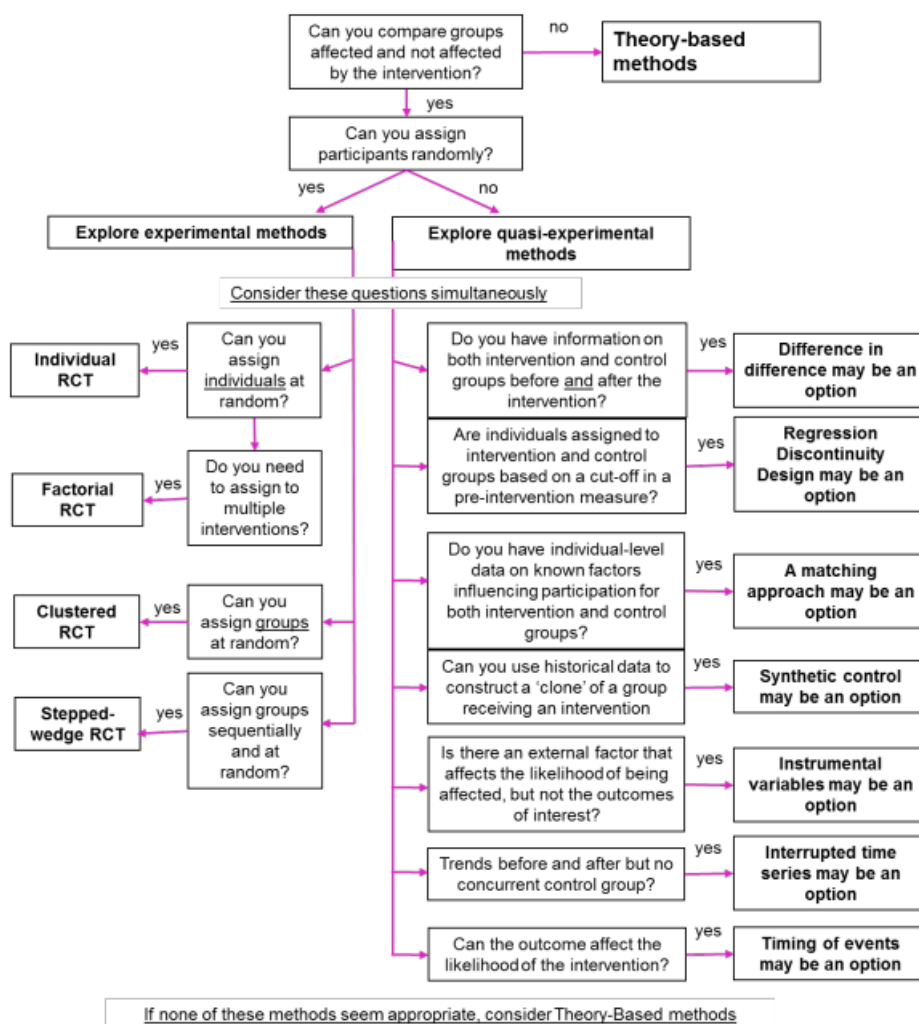 Can you compare groups
affected and not affected
by the intervention?
no
Theory-based
methods
yes
Can you assign
participants randomly?
yes
no
Explore experimental methods
Explore quasi-experimental
methods
Consider these questions simultaneously
Individual
RCT
yes
Can you
assign
individuals at
random?
Do you need
to assign to
multiple
interventions?
yes
Factorial
RCT
Clustered
RCT
yes
Can you
assign groups
at random?
Stepped-
wedge RCT
yes
Can you
assign groups
sequentially
and at
random?
Do you have information on
both intervention and control
groups before and after the
intervention?
yes
Difference in
difference may be an
option
Are individuals assigned to
intervention and control
groups based on a cut-off in a
pre-intervention measure?
yes
Regression
Discontinuity
Design may be an
option
Do you have individual-level
data on known factors
influencing participation for
both intervention and control
groups?
yes
A matching
approach may be an
option
Can you use historical data to
construct a ‘clone’ of a group
receiving an intervention
yes
Synthetic control
may be an option
Is there an external factor that
affects the likelihood of being
affected, but not the outcomes
of interest?
yes
Instrumental
variables may be an
option
Trends before and after but no
concurrent control group?
yes
Interrupted time
series may be an
option
Can the outcome affect the
likelihood of the intervention?
yes
Timing of events
may be an option
If none of these methods seem appropriate, consider Theory-Based methods